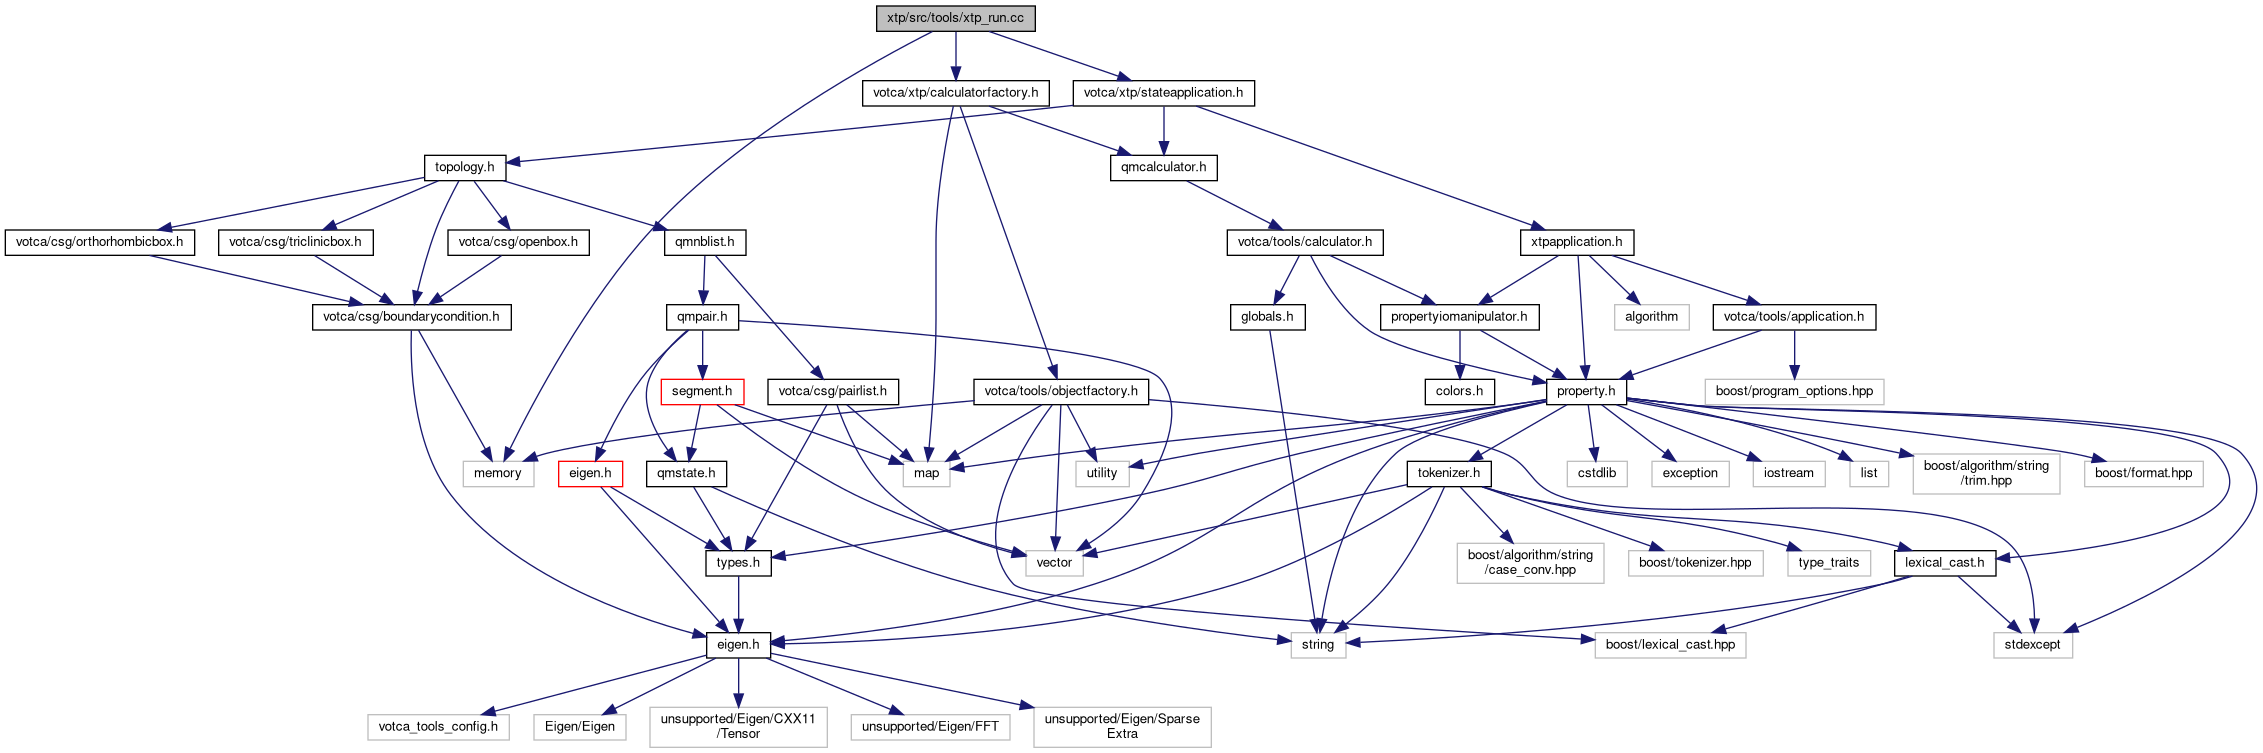 xtp/src/tools/xtp_run.cc
votca/xtp/calculatorfactory.h
votca/xtp/stateapplication.h
topology.h
qmcalculator.h
votca/csg/orthorhombicbox.h
votca/csg/triclinicbox.h
votca/csg/openbox.h
qmnblist.h
votca/tools/calculator.h
xtpapplication.h
votca/csg/boundarycondition.h
qmpair.h
globals.h
propertyiomanipulator.h
algorithm
votca/tools/application.h
segment.h
votca/csg/pairlist.h
votca/tools/objectfactory.h
colors.h
property.h
boost/program_options.hpp
memory
eigen.h
qmstate.h
map
utility
tokenizer.h
cstdlib
exception
iostream
list
boost/algorithm/string
/trim.hpp
boost/format.hpp
types.h
vector
boost/algorithm/string
/case_conv.hpp
boost/tokenizer.hpp
type_traits
lexical_cast.h
eigen.h
string
boost/lexical_cast.hpp
stdexcept
votca_tools_config.h
Eigen/Eigen
unsupported/Eigen/CXX11
/Tensor
unsupported/Eigen/FFT
unsupported/Eigen/Sparse
Extra